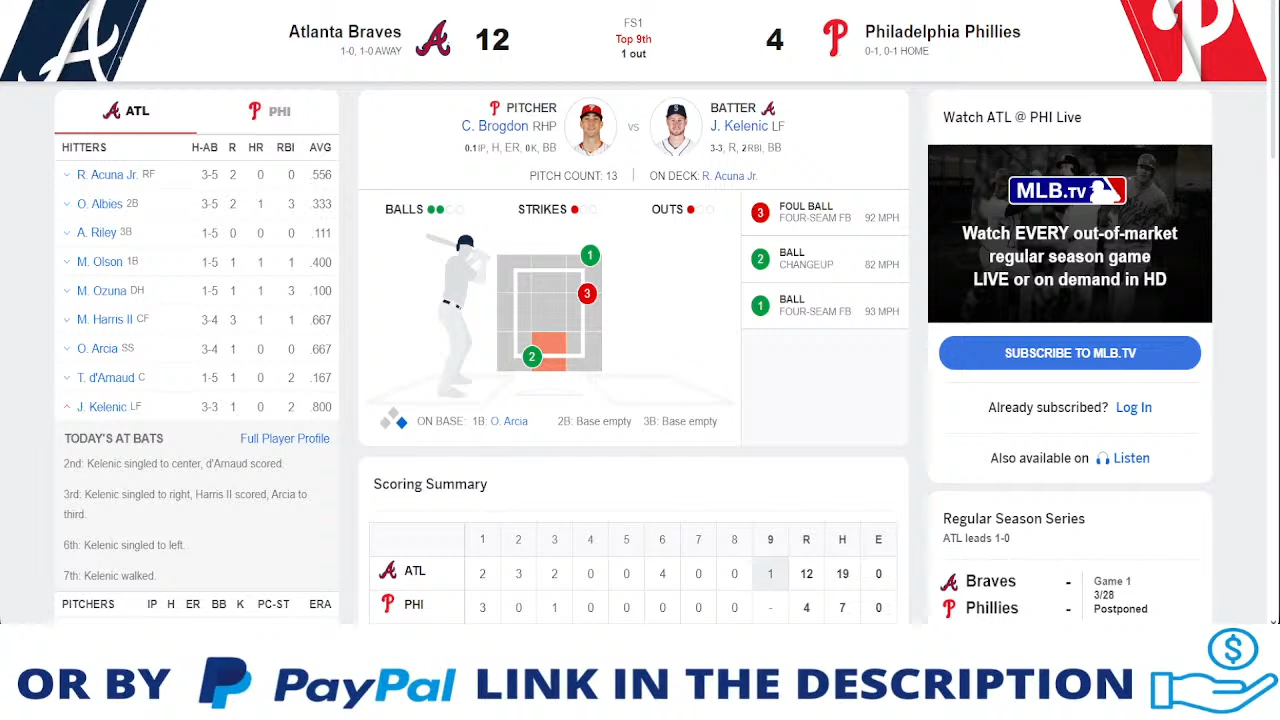 Atlanta Braves
1-0, 1-0 AWAY
12
FS1
Top 9th
1 out
4
Philadelphia Phillies
0-1, 0-1 HOME
ATL
PHI
HITTERS H-AB R HR RBI AVG
R. Acuna Jr. RF 3-5 2 0 0 .556
O. Albies 2B 3-5 2 1 3 .333
A. Riley 3B 1-5 0 0 0 .111
M. Olson 1B 1-5 1 1 1 .400
M. Ozuna DH 1-5 1 1 3 .100
M. Harris II CF 3-4 3 1 1 .667
O. Arcia SS 3-4 1 0 0 .667
T. d'Arnaud C 1-5 1 0 2 .167
J. Kelenic LF 3-3 1 0 2 .800
TODAY'S AT BATS Full Player Profile
2nd: Kelenic singled to center, d'Arnaud scored.
3rd: Kelenic singled to right, Harris II scored, Arcia to
third.
6th: Kelenic singled to left.
7th: Kelenic walked.
PITCHERS IP H ER BB K PC-ST ERA
PITCHER
C. Brogdon RHP
0.1 IP, H, ER, 0 K, BB
VS
BATTER
J. Kelenic LF
3-3, R, 2 RBI, BB
PITCH COUNT: 13 ON DECK: R. Acuna Jr.
BALLS STRIKES OUTS
1
3
2
3 FOUL BALL
FOUR-SEAM FB 92 MPH
2 BALL
CHANGEUP 82 MPH
1 BALL
FOUR-SEAM FB 93 MPH
ON BASE: 1B: O. Arcia 2B: Base empty 3B: Base empty
Scoring Summary
1 2 3 4 5 6 7 8 9 R H E
ATL 2 3 2 0 0 4 0 0 1 12 19 0
PHI 3 0 1 0 0 0 0 0 - 4 7 0
Watch ATL @ PHI Live
MLB.TV
Watch EVERY out-of-market
regular season game
LIVE or on demand in HD
SUBSCRIBE TO MLB.TV
Already subscribed? Log In
Also available on Listen
Regular Season Series
ATL leads 1-0
Braves -
Phillies -
Game 1
3/28
Postponed
OR BY PayPal LINK IN THE DESCRIPTION